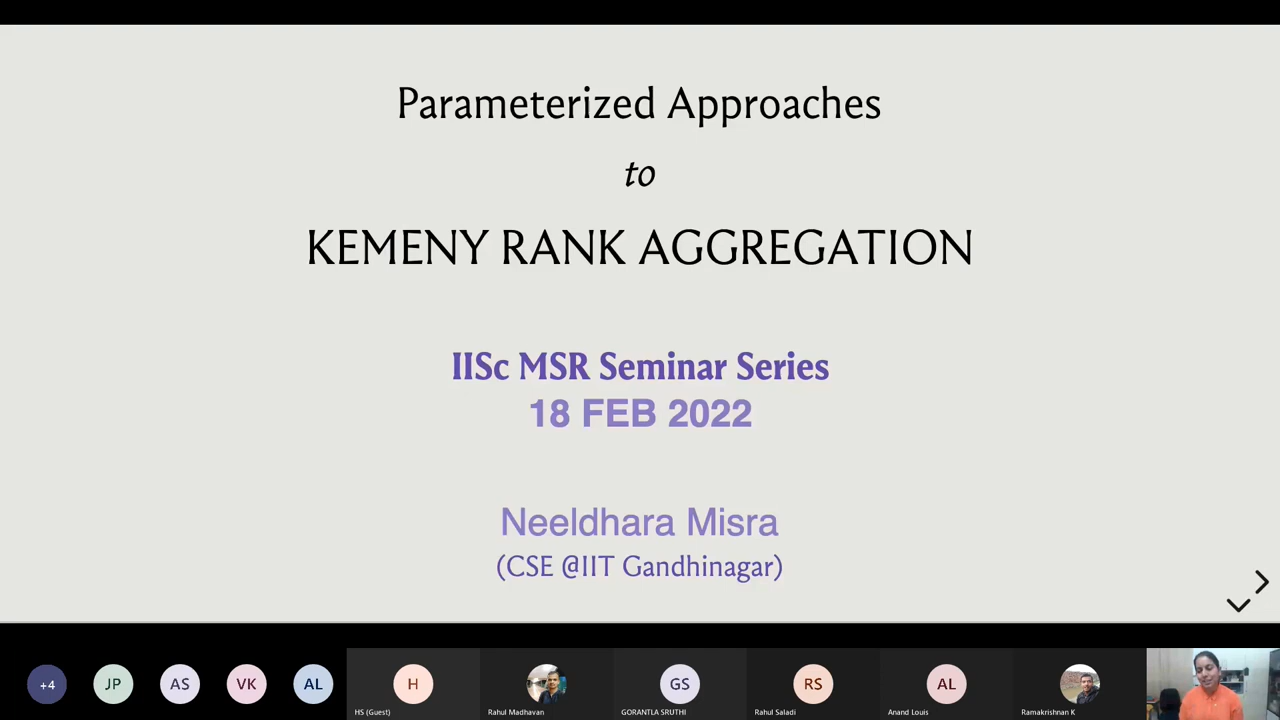 Parameterized Approaches
to
KEMENY RANK AGGREGATION
IISc MSR Seminar Series
18 FEB 2022
Neeldhara Misra
(CSE @IIT Gandhinagar)
+4
JP
AS
VK
AL
H
GS
RS
AL
HS (Guest)
Rahul Madhavan
GORANTLA SRUTHI
Rahul Saladi
Anand Louis
Ramakrishnan K